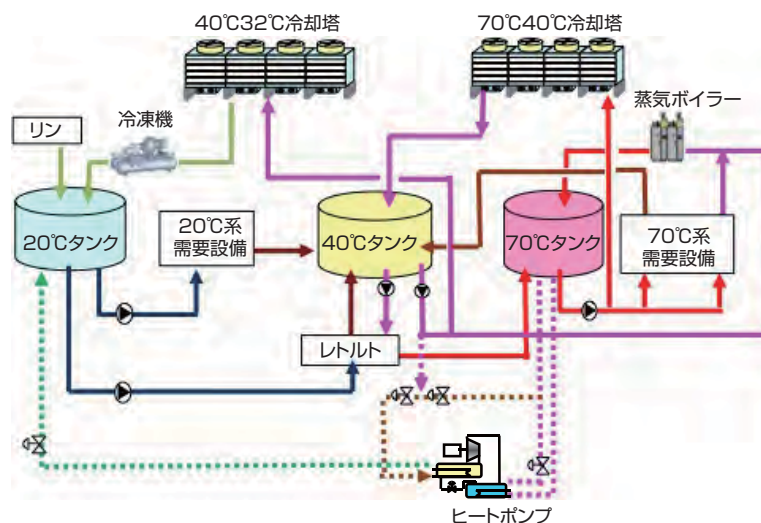 40℃32℃冷却塔
70℃40℃冷却塔
蒸気ボイラー
冷凍機
リン
20℃タンク
20℃系
需要設備
40℃タンク
70℃タンク
70℃系
需要設備
レトルト
ヒートポンプ